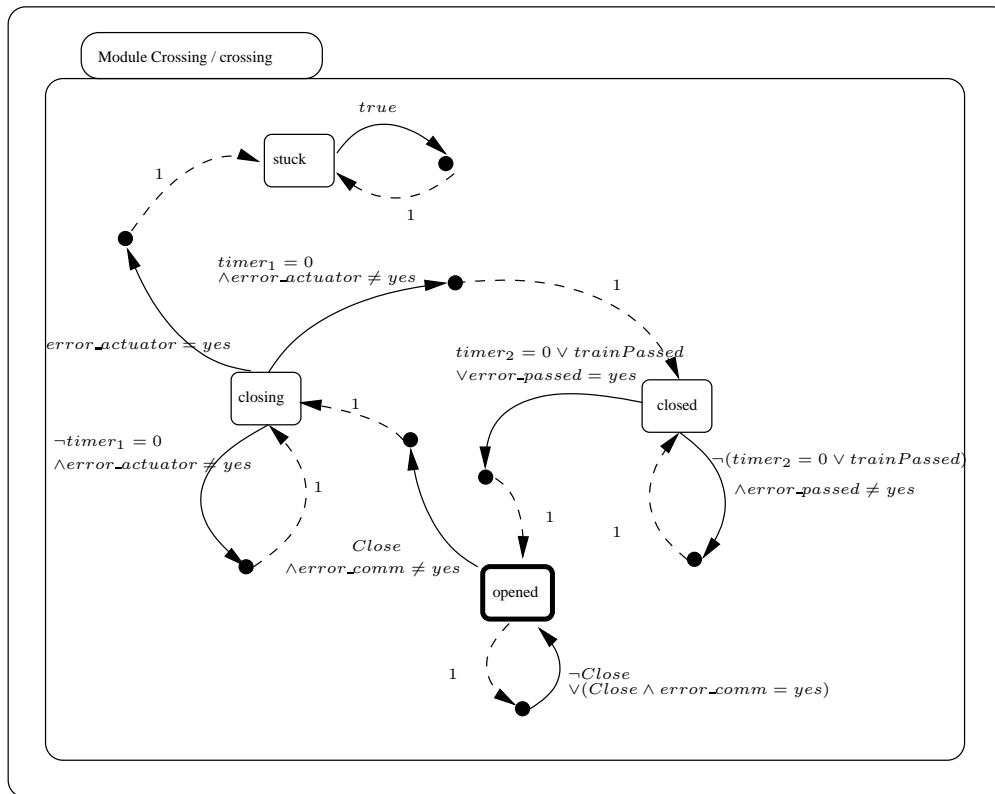 Module Crossing / crossing
true
stuck
1
1
timer₁ = 0
∧error_actuator ≠ yes
1
error_actuator = yes
timer₂ = 0 ∨ trainPassed
∨error_passed = yes
closing
1
closed
¬timer₁ = 0
∧error_actuator ≠ yes
¬(timer₂ = 0 ∨ trainPassed)
∧error_passed ≠ yes
1
1
1
Close
∧error_comm ≠ yes
opened
1
¬Close
∨(Close ∧ error_comm = yes)